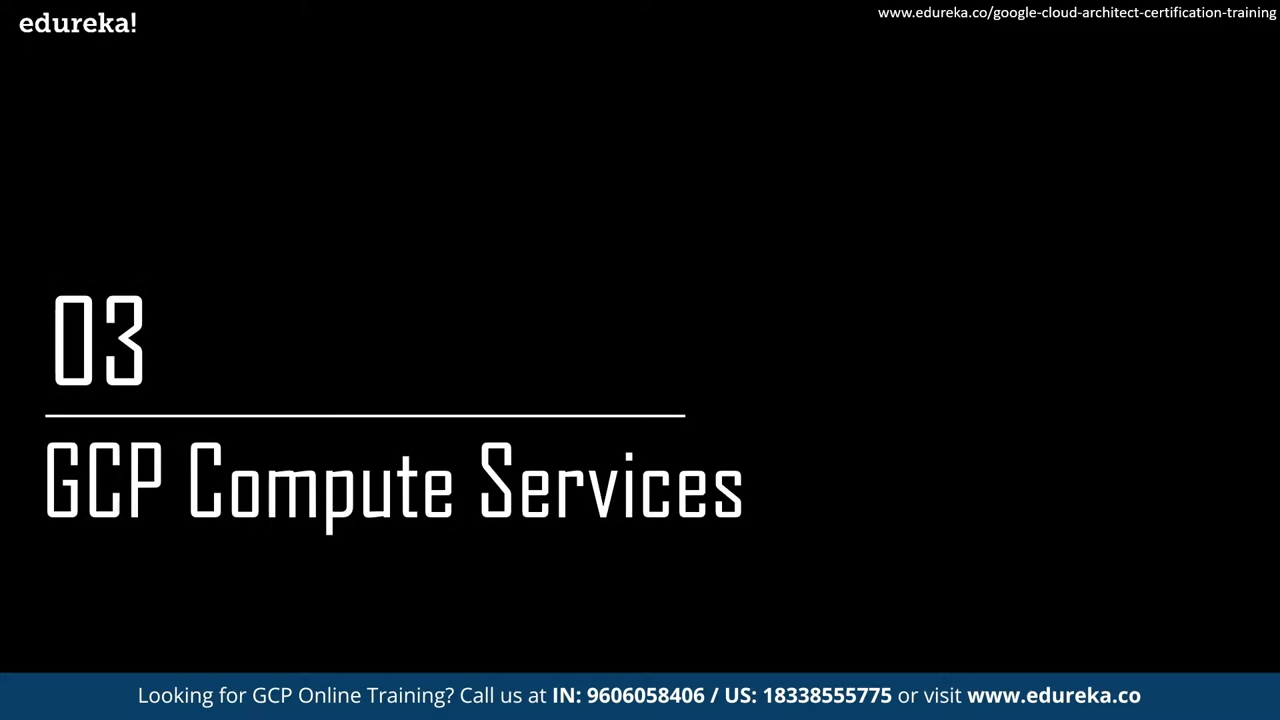 edureka!
www.edureka.co/google-cloud-architect-certification-training
03
GCP Compute Services
Looking for GCP Online Training? Call us at IN: 9606058406 / US: 18338555775 or visit www.edureka.co